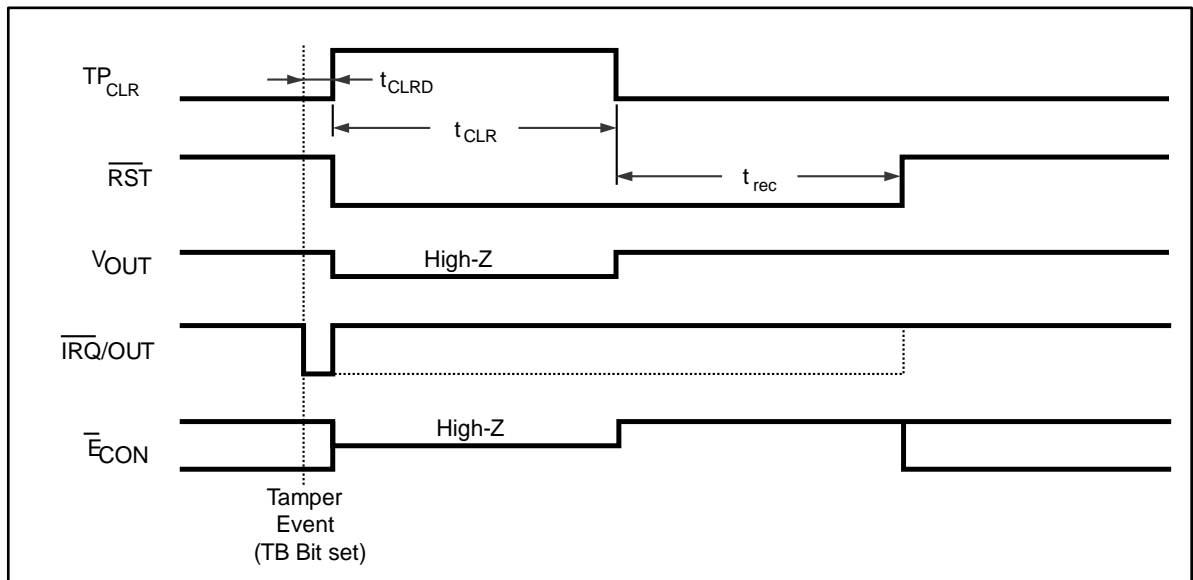 TPCLR
tCLRD
tCLR
RST
trec
VOUT
High-Z
IRQ/OUT
High-Z
ECON
Tamper
Event
(TB Bit set)